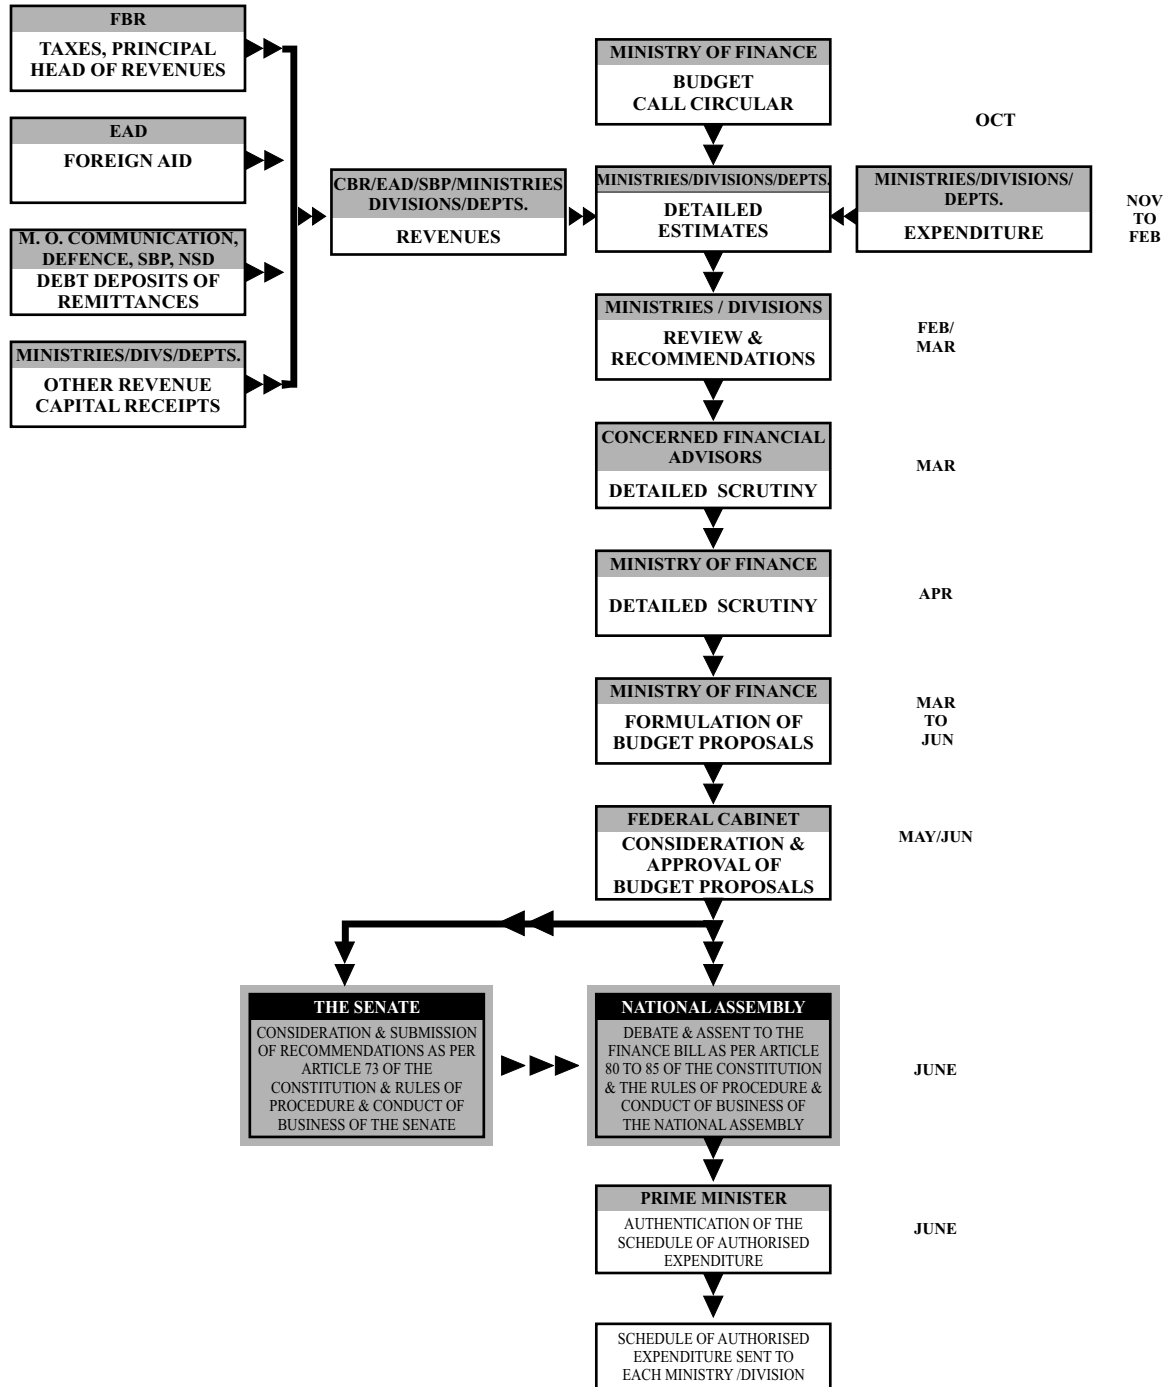 FBR
TAXES, PRINCIPAL
HEAD OF REVENUES
EAD
FOREIGN AID
M. O. COMMUNICATION,
DEFENCE, SBP, NSD
DEBT DEPOSITS OF
REMITTANCES
MINISTRIES/DIVS/DEPTS.
OTHER REVENUE
CAPITAL RECEIPTS
CBR/EAD/SBP/MINISTRIES
DIVISIONS/DEPTS.
REVENUES
MINISTRY OF FINANCE
BUDGET
CALL CIRCULAR
OCT
MINISTRIES/DIVISIONS/DEPTS.
DETAILED
ESTIMATES
MINISTRIES/DIVISIONS/
DEPTS.
EXPENDITURE
NOV
TO
FEB
MINISTRIES / DIVISIONS
REVIEW &
RECOMMENDATIONS
FEB/
MAR
CONCERNED FINANCIAL
ADVISORS
DETAILED SCRUTINY
MAR
MINISTRY OF FINANCE
DETAILED SCRUTINY
APR
MINISTRY OF FINANCE
FORMULATION OF
BUDGET PROPOSALS
MAR
TO
JUN
FEDERAL CABINET
CONSIDERATION &
APPROVAL OF
BUDGET PROPOSALS
MAY/JUN
THE SENATE
CONSIDERATION & SUBMISSION
OF RECOMMENDATIONS AS PER
ARTICLE 73 OF THE
CONSTITUTION & RULES OF
PROCEDURE & CONDUCT OF
BUSINESS OF THE SENATE
NATIONAL ASSEMBLY
DEBATE & ASSENT TO THE
FINANCE BILL AS PER ARTICLE
80 TO 85 OF THE CONSTITUTION
& THE RULES OF PROCEDURE &
CONDUCT OF BUSINESS OF
THE NATIONAL ASSEMBLY
JUNE
PRIME MINISTER
AUTHENTICATION OF THE
SCHEDULE OF AUTHORISED
EXPENDITURE
JUNE
SCHEDULE OF AUTHORISED
EXPENDITURE SENT TO
EACH MINISTRY /DIVISION